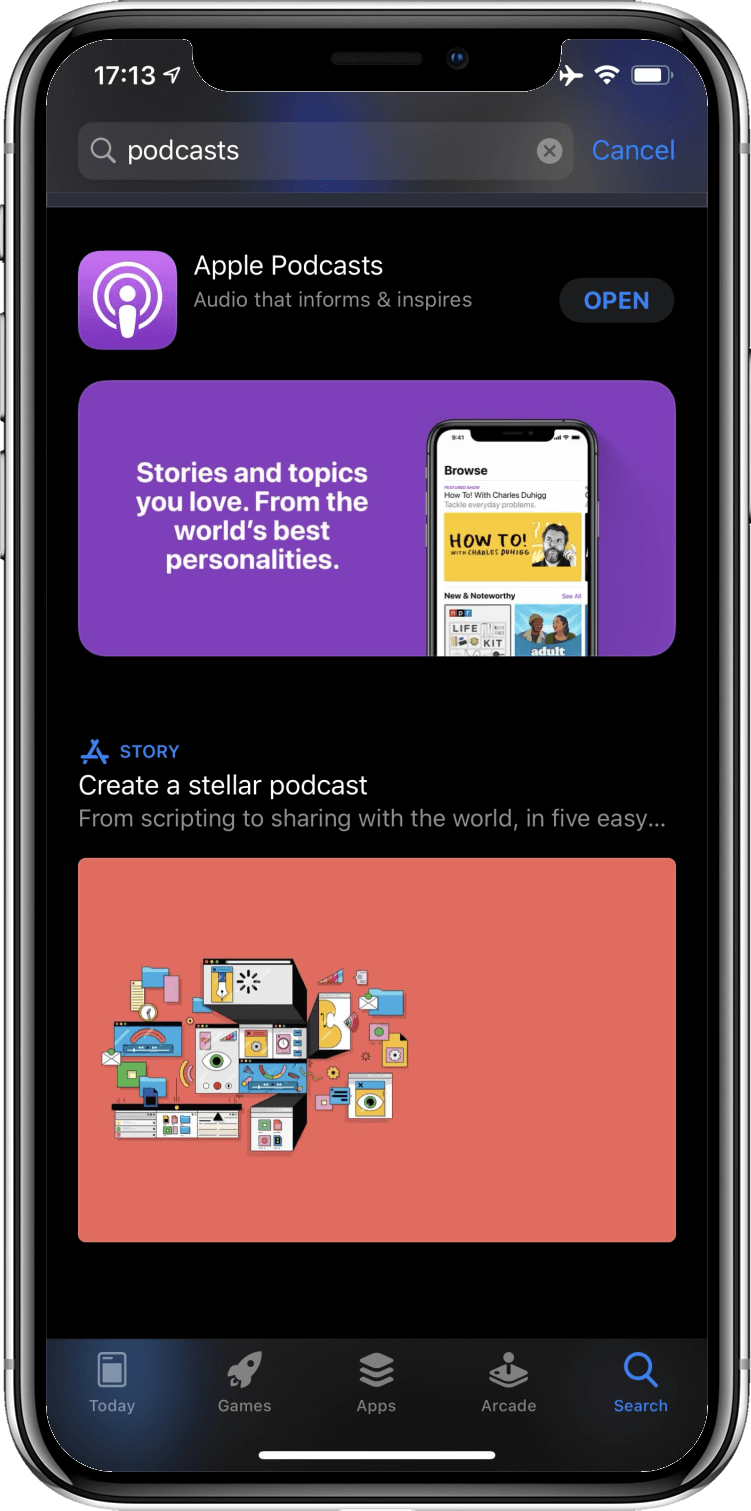 17:13
podcasts
Cancel
Apple Podcasts
Audio that informs & inspires
OPEN
Stories and topics
you love. From the
world's best
personalities.
9:41
Browse
FEATURED SHOW
How To! With Charles Duhigg
Tackle everyday problems.
HOW TO!
WITH CHARLES DUHIGG
New & Noteworthy
See All
npr
LIFE
KIT
adult
STORY
Create a stellar podcast
From scripting to sharing with the world, in five easy...
Today
Games
Apps
Arcade
Search